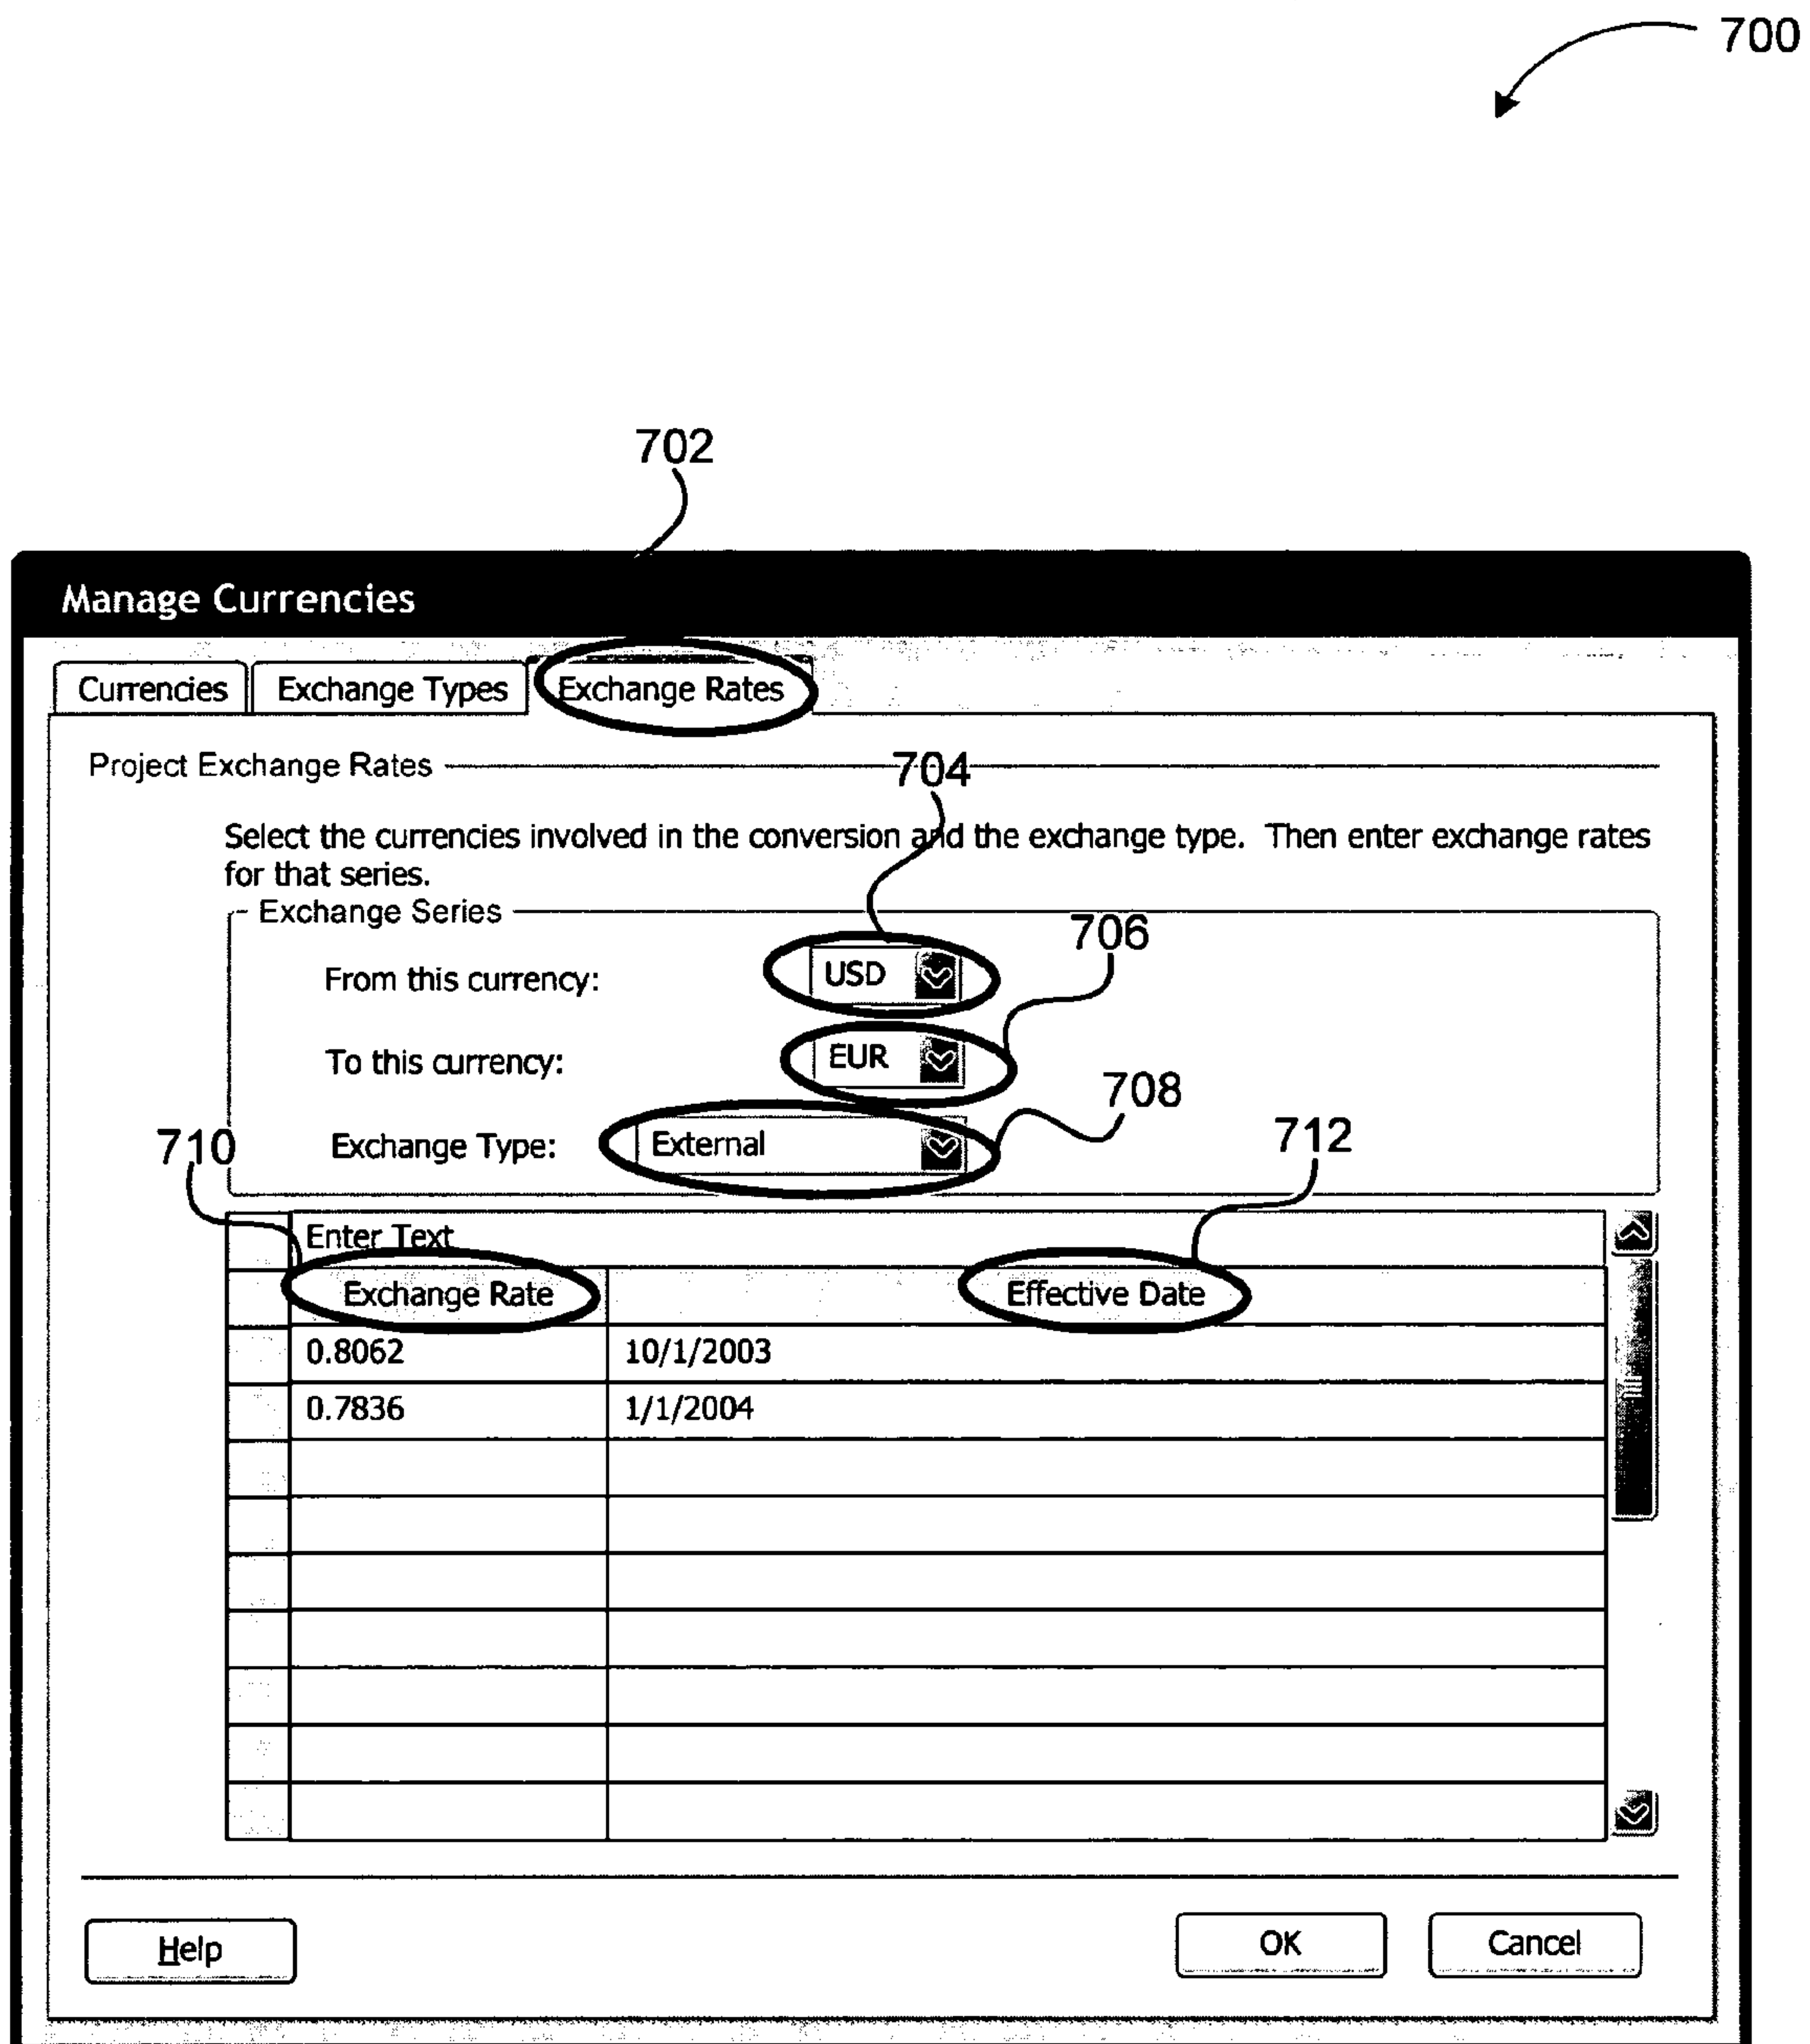 700
702
Manage Currencies
Currencies Exchange Types Exchange Rates
Project Exchange Rates
704
Select the currencies involved in the conversion and the exchange type. Then enter exchange rates
for that series.
Exchange Series
706
From this currency: USD
To this currency: EUR
708
710 Exchange Type: External 712
Enter Text
Exchange Rate Effective Date
0.8062 10/1/2003
0.7836 1/1/2004
Help OK Cancel